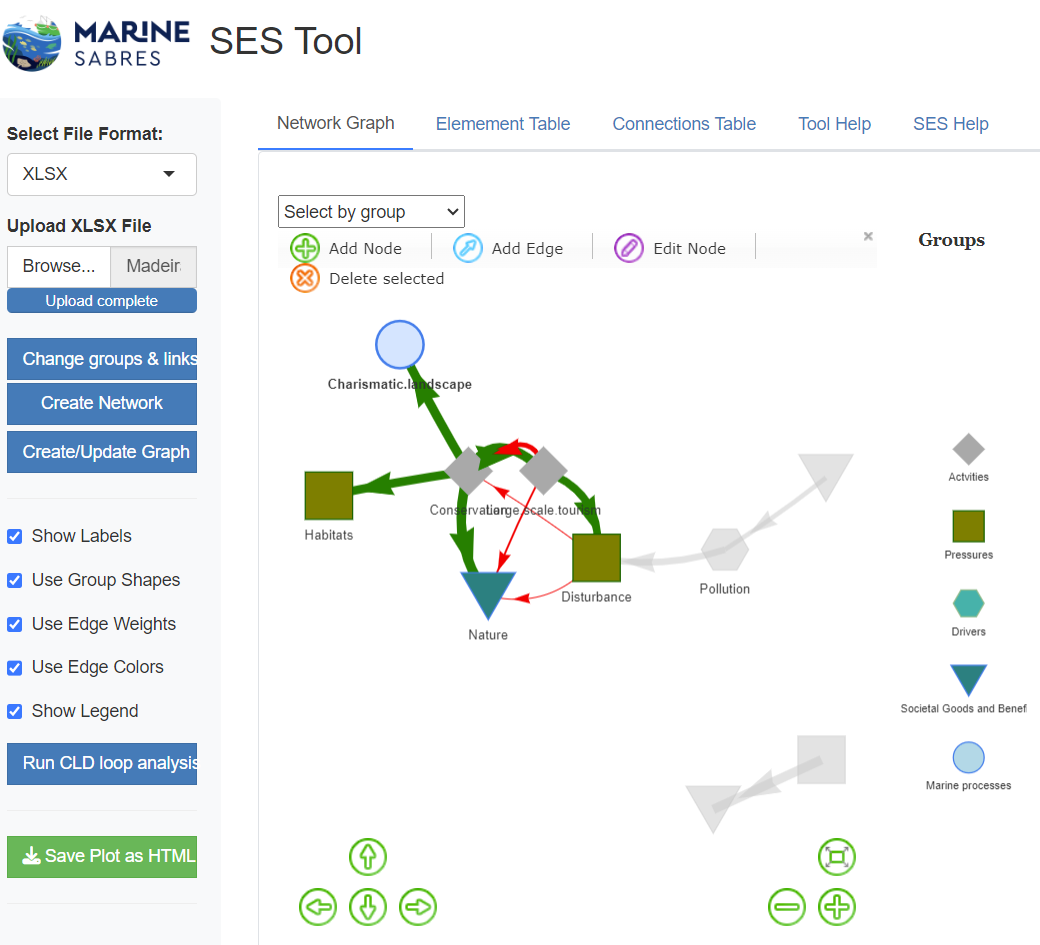 MARINE
SABRES
SES Tool
Select File Format:
XLSX
Upload XLSX File
Browse...
Madeir
Upload complete
Change groups & links
Create Network
Create/Update Graph
Show Labels
Use Group Shapes
Use Edge Weights
Use Edge Colors
Show Legend
Run CLD loop analysis
Save Plot as HTML
Network Graph
Elemement Table
Connections Table
Tool Help
SES Help
Select by group
Add Node
Add Edge
Edit Node
Delete selected
Groups
Charismatic.landscape
Conservation
Large.scale.tourism
Habitats
Disturbance
Pollution
Nature
Actvities
Pressures
Drivers
Societal Goods and Benefi
Marine processes